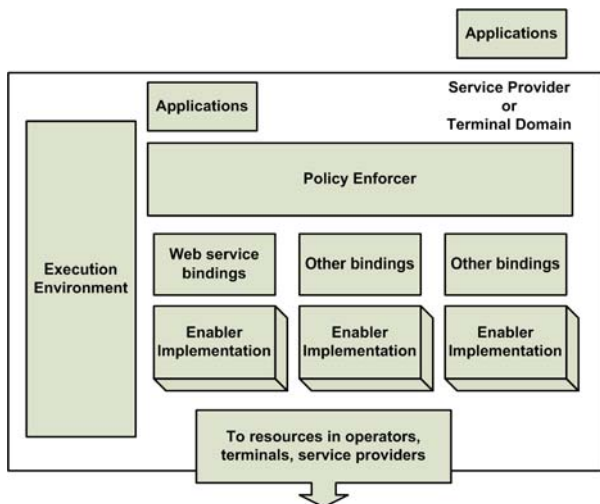 Applications
Applications
Service Provider
or
Terminal Domain
Policy Enforcer
Execution
Environment
Web service
bindings
Other bindings
Other bindings
Enabler
Implementation
Enabler
Implementation
Enabler
Implementation
To resources in operators,
terminals, service providers